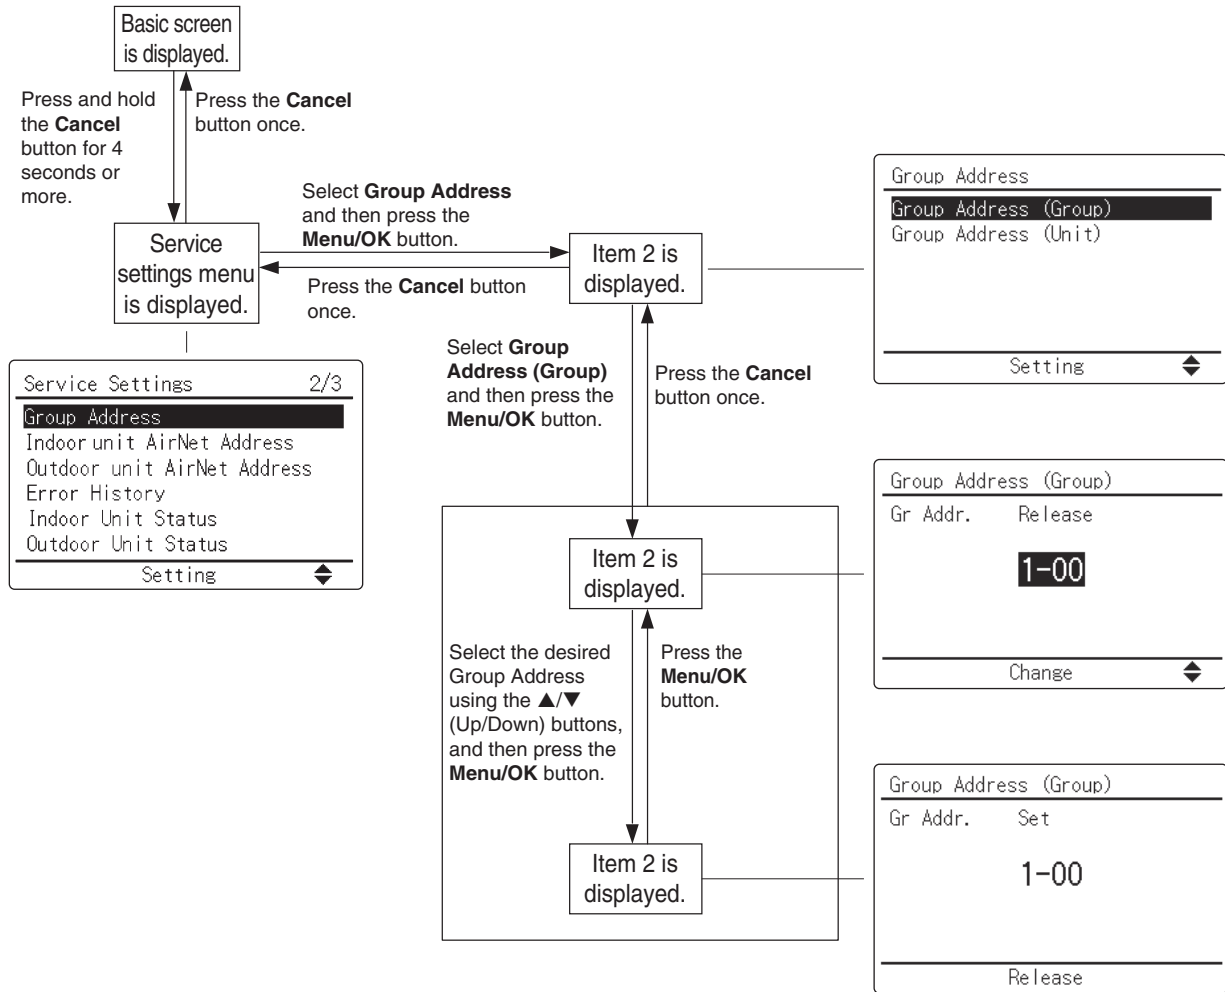 Basic screen
is displayed.
Press and hold
the Cancel
button for 4
seconds or
more.
Press the Cancel
button once.
Service
settings menu
is displayed.
Select Group Address
and then press the
Menu/OK button.
Press the Cancel button
once.
Item 2 is
displayed.
Group Address
Group Address (Group)
Group Address (Unit)
Setting
Service Settings 2/3
Group Address
Indoor unit AirNet Address
Outdoor unit AirNet Address
Error History
Indoor Unit Status
Outdoor Unit Status
Setting
Select Group
Address (Group)
and then press the
Menu/OK button.
Press the Cancel
button once.
Item 2 is
displayed.
Group Address (Group)
Gr Addr. Release
1-00
Change
Select the desired
Group Address
using the ▲/▼
(Up/Down) buttons,
and then press the
Menu/OK button.
Press the
Menu/OK
button.
Item 2 is
displayed.
Group Address (Group)
Gr Addr. Set
1-00
Release